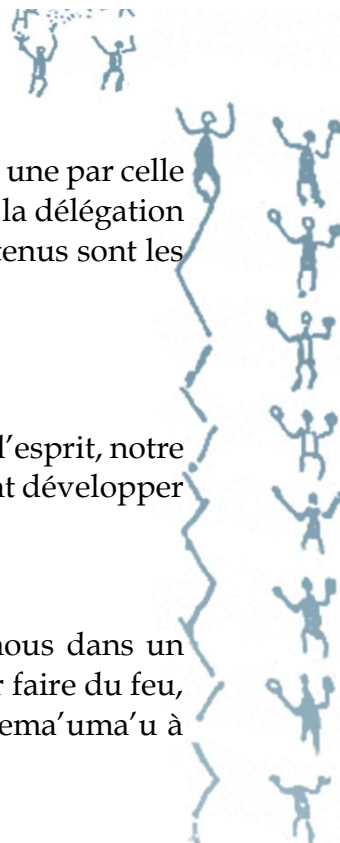 une par celle
la délégation
tenus sont les
l'esprit, notre
nt développer
nous dans un
r faire du feu,
ema'uma'u à